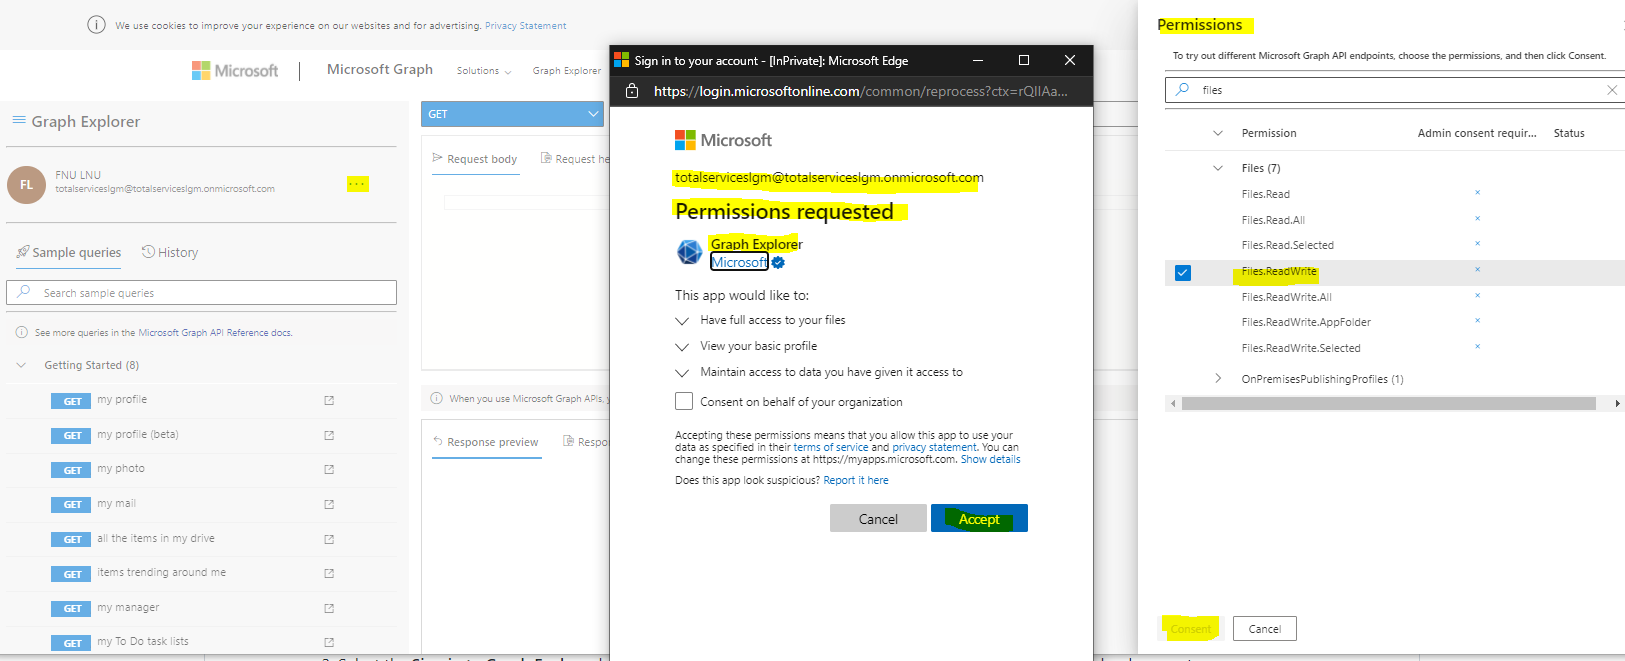 We use cookies to improve your experience on our websites and for advertising. Privacy Statement
Microsoft
Microsoft Graph
Solutions
Graph Explorer
Graph Explorer
FL
FNU LNU
totalserviceslgm@totalserviceslgm.onmicrosoft.com
...
Sample queries
History
Search sample queries
See more queries in the Microsoft Graph API Reference docs.
Getting Started (8)
GET my profile
GET my profile (beta)
GET my photo
GET my mail
GET all the items in my drive
GET items trending around me
GET my manager
GET my To Do task lists
GET
Request body
Request he
When you use Microsoft Graph APIs, y
Response preview
Respo
Sign in to your account - [InPrivate]: Microsoft Edge
https://login.microsoftonline.com/common/reprocess?ctx=rQIIAa...
Microsoft
totalserviceslgm@totalserviceslgm.onmicrosoft.com
Permissions requested
Graph Explorer
Microsoft
This app would like to:
Have full access to your files
View your basic profile
Maintain access to data you have given it access to
Consent on behalf of your organization
Accepting these permissions means that you allow this app to use your
data as specified in their terms of service and privacy statement. You can
change these permissions at https://myapps.microsoft.com. Show details
Does this app look suspicious? Report it here
Cancel
Accept
Permissions
To try out different Microsoft Graph API endpoints, choose the permissions, and then click Consent.
files
Permission Admin consent requir... Status
Files (7)
Files.Read
Files.Read.All
Files.Read.Selected
Files.ReadWrite
Files.ReadWrite.All
Files.ReadWrite.AppFolder
Files.ReadWrite.Selected
OnPremisesPublishingProfiles (1)
Consent
Cancel